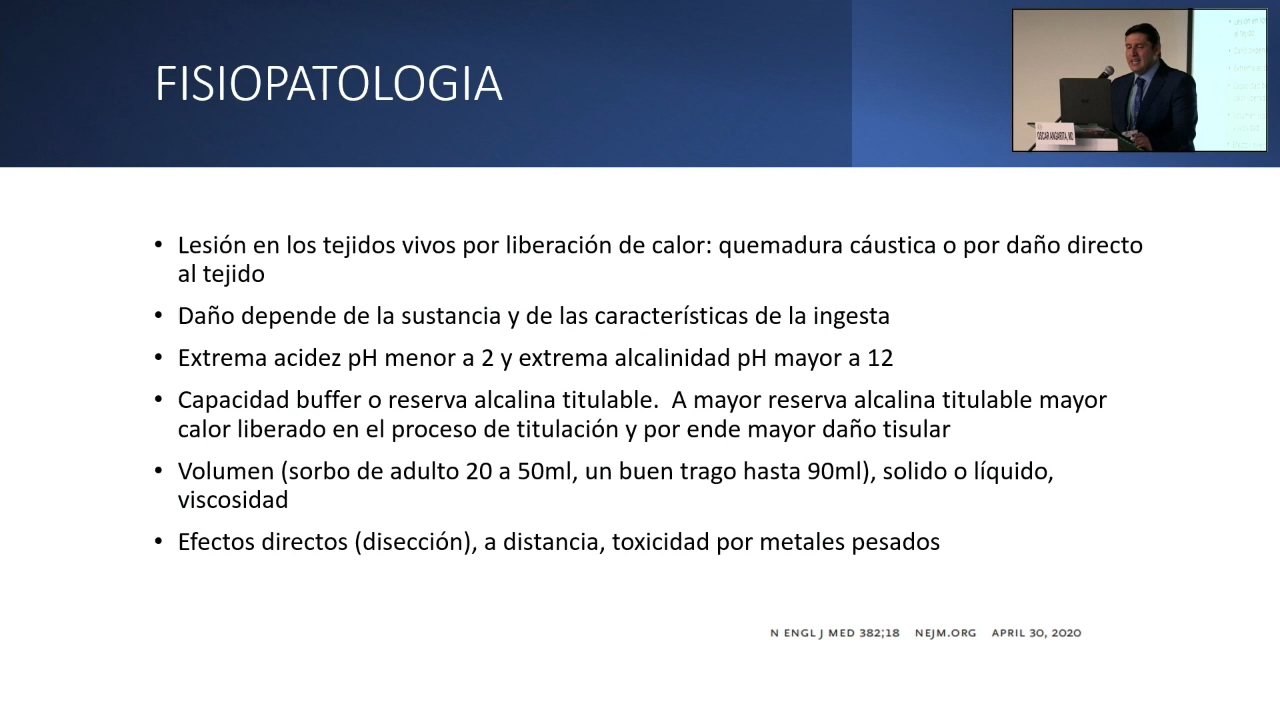 FISIOPATOLOGIA
OSCAR ANGARITA, MD
• Lesión en los tejidos vivos por liberación de calor: quemadura cáustica o por daño directo
al tejido
• Daño depende de la sustancia y de las características de la ingesta
• Extrema acidez pH menor a 2 y extrema alcalinidad pH mayor a 12
• Capacidad buffer o reserva alcalina titulable.  A mayor reserva alcalina titulable mayor
calor liberado en el proceso de titulación y por ende mayor daño tisular
• Volumen (sorbo de adulto 20 a 50ml, un buen trago hasta 90ml), solido o líquido,
viscosidad
• Efectos directos (disección), a distancia, toxicidad por metales pesados
N ENGL J MED 382;18 NEJM.ORG APRIL 30, 2020